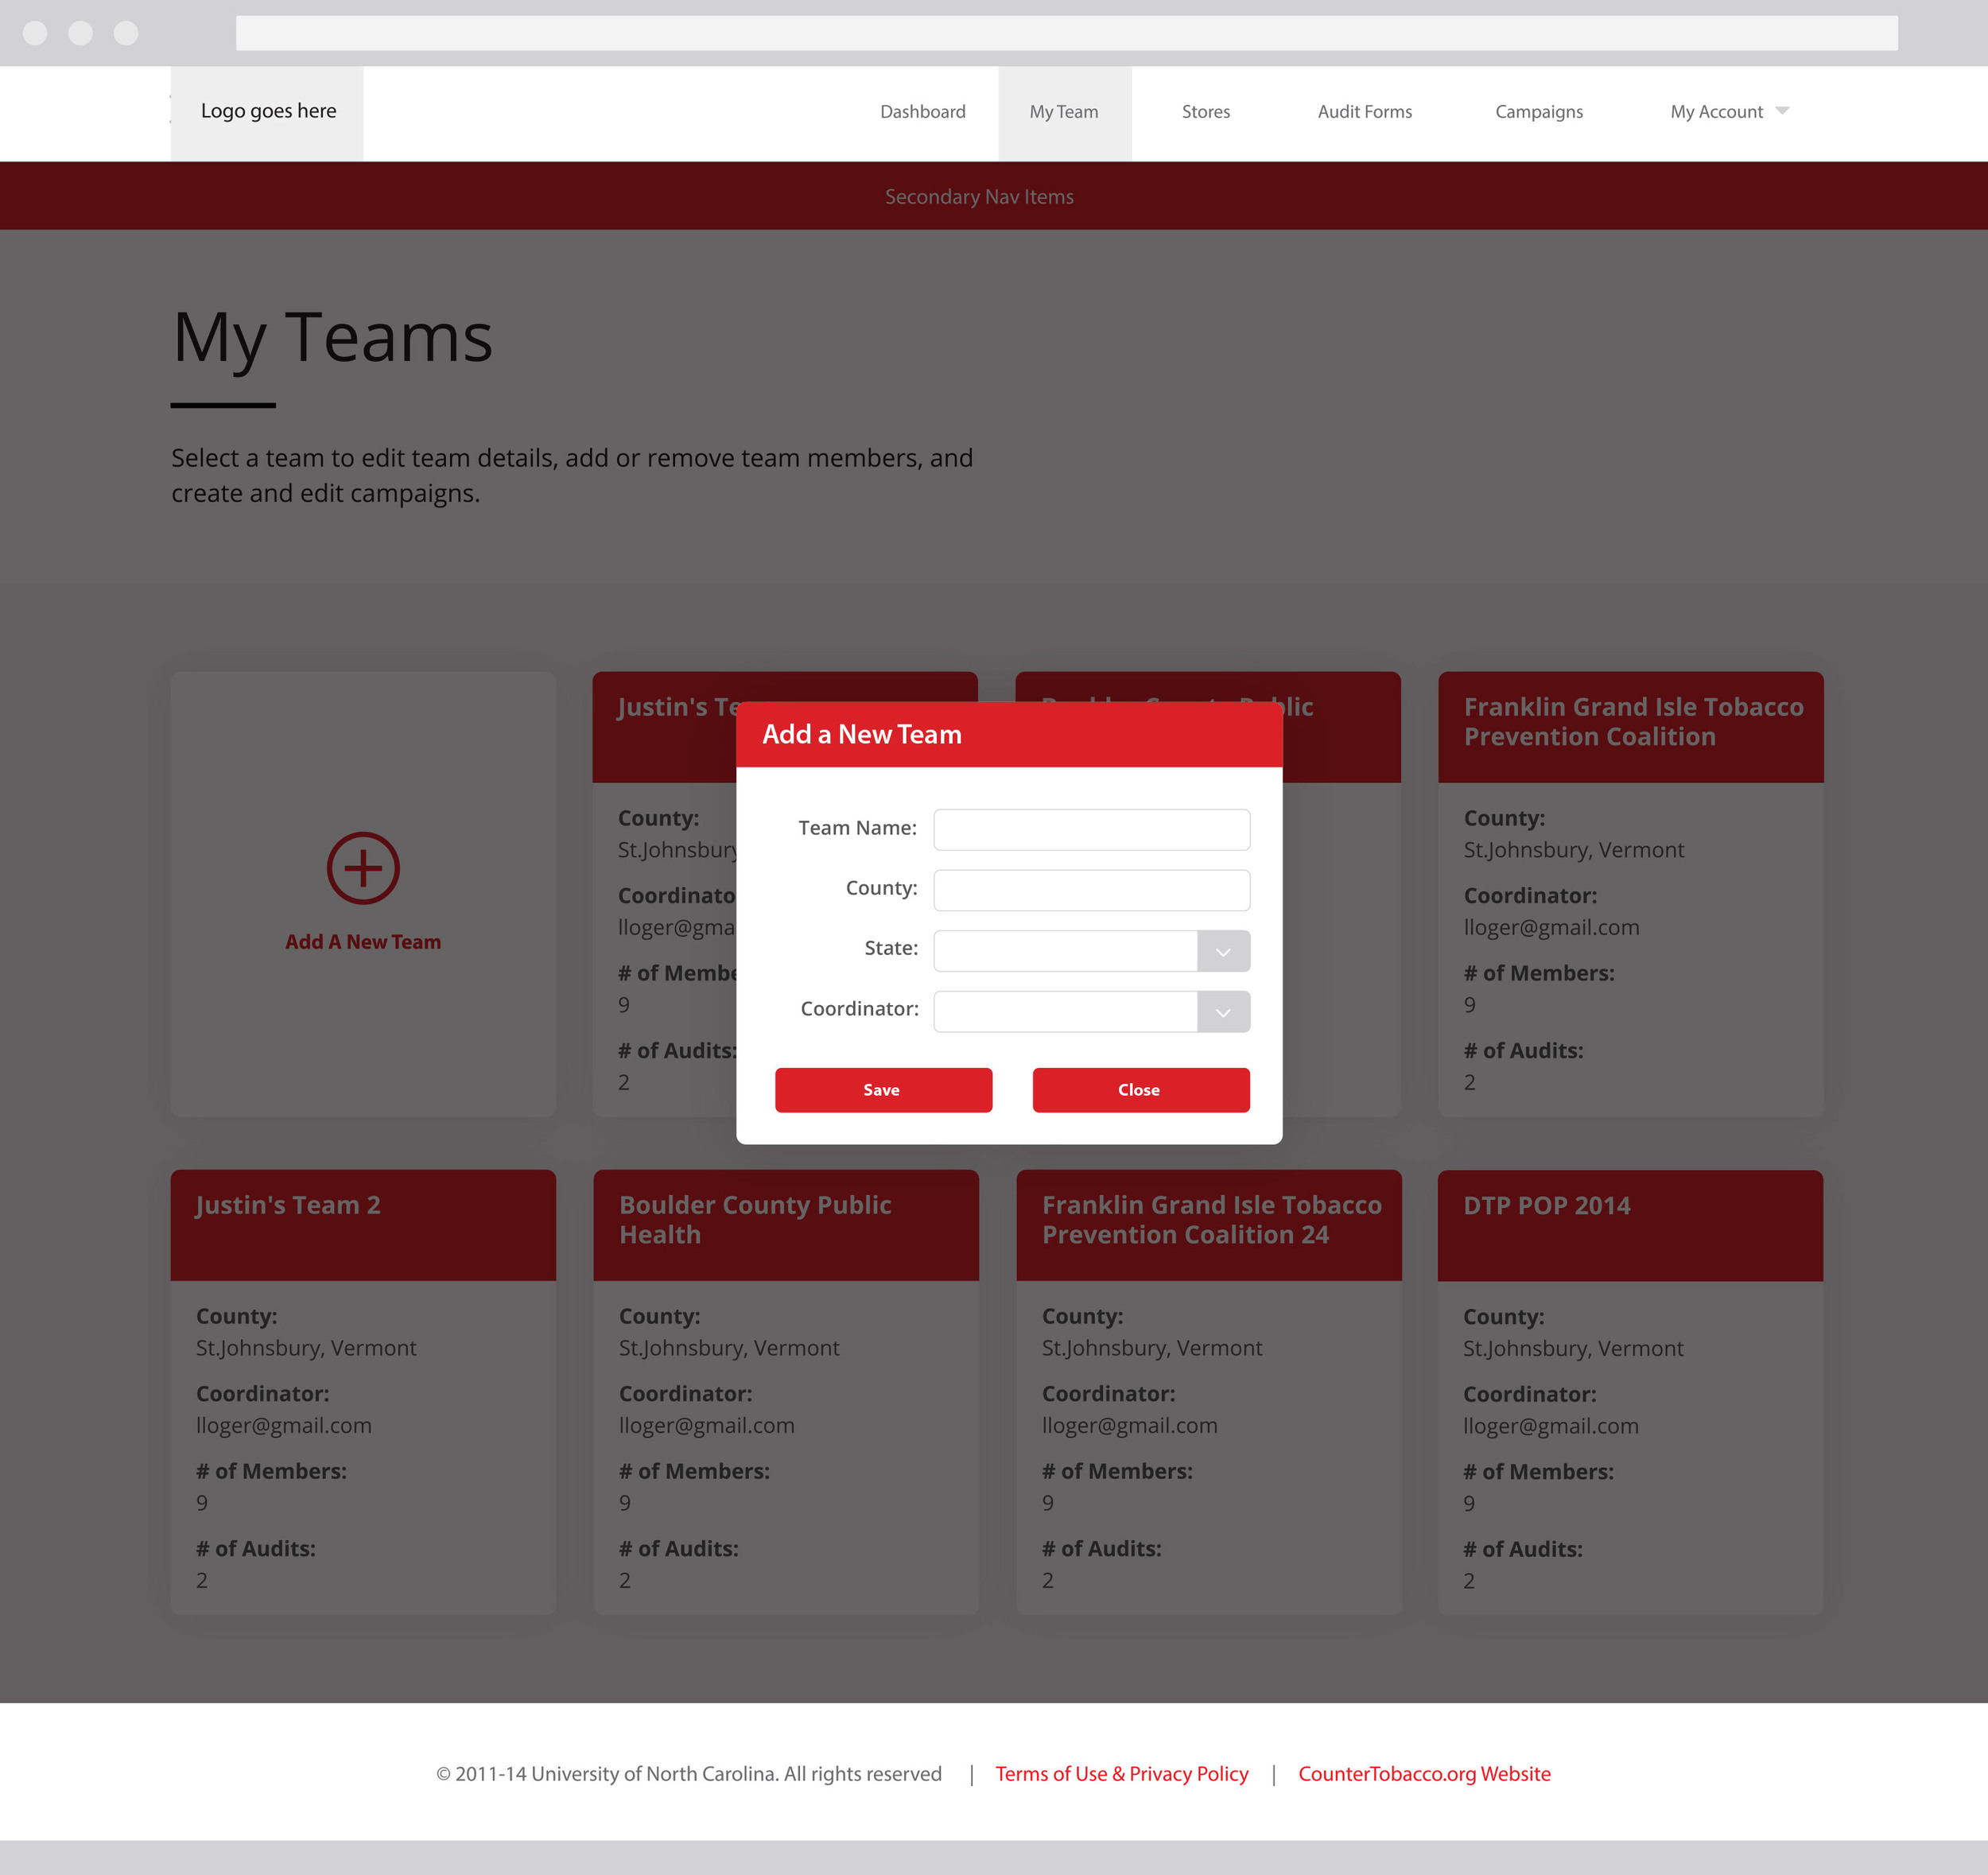 Logo goes here
Dashboard
My Team
Stores
Audit Forms
Campaigns
My Account
Secondary Nav Items
My Teams
Select a team to edit team details, add or remove team members, and
create and edit campaigns.
Add A New Team
Justin's Te
County:
St.Johnsbury
Coordinato
lloger@gma
# of Membe
9
# of Audits:
2
Boulder County Public
Franklin Grand Isle Tobacco
Prevention Coalition
County:
St.Johnsbury, Vermont
Coordinator:
lloger@gmail.com
# of Members:
9
# of Audits:
2
Add a New Team
Team Name:
County:
State:
Coordinator:
Save
Close
Justin's Team 2
County:
St.Johnsbury, Vermont
Coordinator:
lloger@gmail.com
# of Members:
9
# of Audits:
2
Boulder County Public
Health
County:
St.Johnsbury, Vermont
Coordinator:
lloger@gmail.com
# of Members:
9
# of Audits:
2
Franklin Grand Isle Tobacco
Prevention Coalition 24
County:
St.Johnsbury, Vermont
Coordinator:
lloger@gmail.com
# of Members:
9
# of Audits:
2
DTP POP 2014
County:
St.Johnsbury, Vermont
Coordinator:
lloger@gmail.com
# of Members:
9
# of Audits:
2
© 2011-14 University of North Carolina. All rights reserved | Terms of Use & Privacy Policy | CounterTobacco.org Website